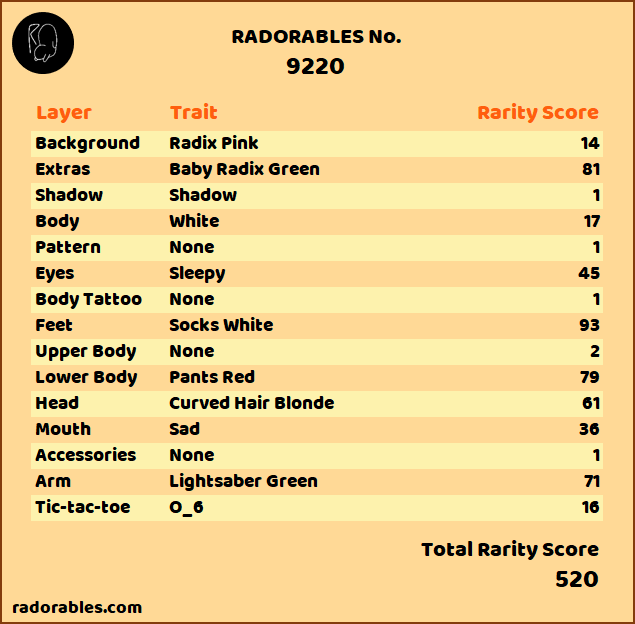 RADORABLES No.
9220
Layer Trait Rarity Score
Background Radix Pink 14
Extras Baby Radix Green 81
Shadow Shadow 1
Body White 17
Pattern None 1
Eyes Sleepy 45
Body Tattoo None 1
Feet Socks White 93
Upper Body None 2
Lower Body Pants Red 79
Head Curved Hair Blonde 61
Mouth Sad 36
Accessories None 1
Arm Lightsaber Green 71
Tic-tac-toe O_6 16
Total Rarity Score
520
radorables.com